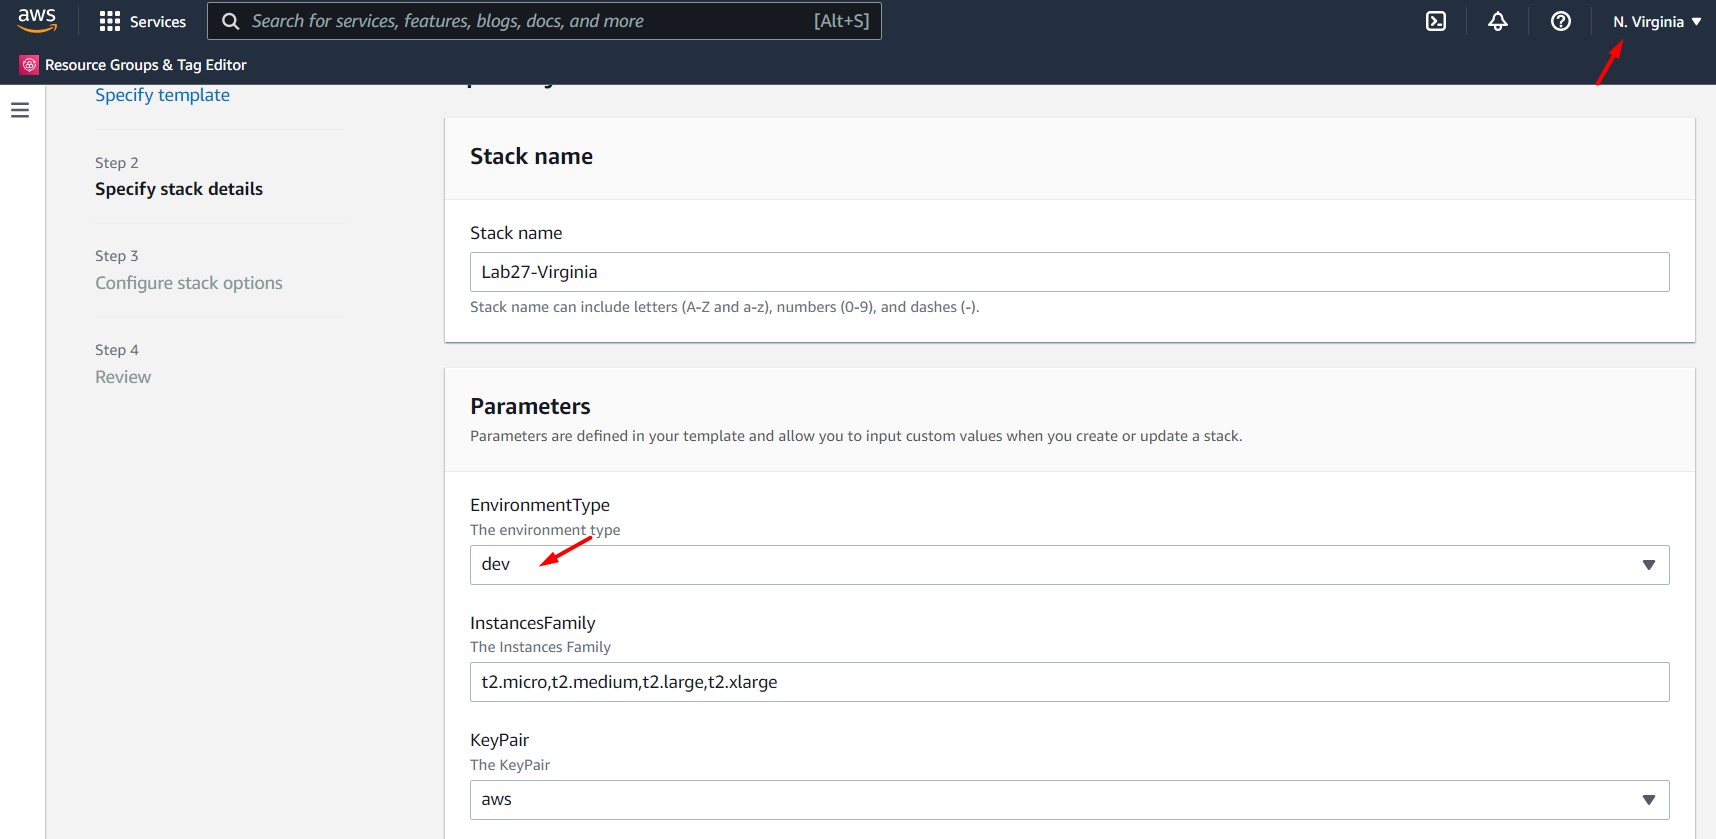 aws
Services
Search for services, features, blogs, docs, and more
[Alt+S]
N. Virginia
Resource Groups & Tag Editor
Specify template
Step 2
Specify stack details
Step 3
Configure stack options
Step 4
Review
Stack name
Stack name
Lab27-Virginia
Stack name can include letters (A-Z and a-z), numbers (0-9), and dashes (-).
Parameters
Parameters are defined in your template and allow you to input custom values when you create or update a stack.
EnvironmentType
The environment type
dev
InstancesFamily
The Instances Family
t2.micro,t2.medium,t2.large,t2.xlarge
KeyPair
The KeyPair
aws